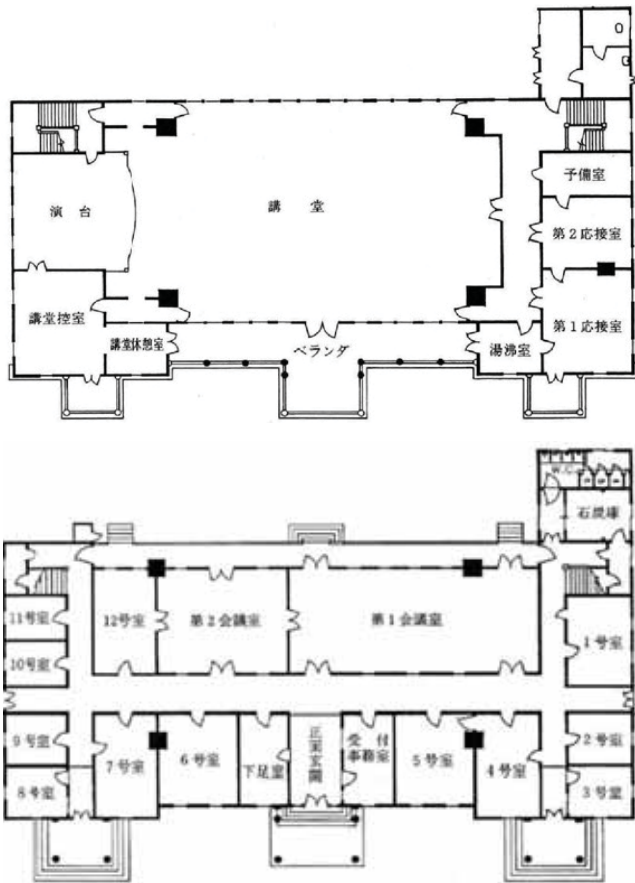 予備室
演台
講堂
第2応接室
講堂控室
講堂休憩室
ベランダ
湯沸室
第1応接室
W.C.
石炭庫
11号室
12号室
第2会議室
第1会議室
1号室
10号室
9号室
7号室
6号室
下足室
正面玄関
受付
事務室
5号室
4号室
2号室
8号室
3号室